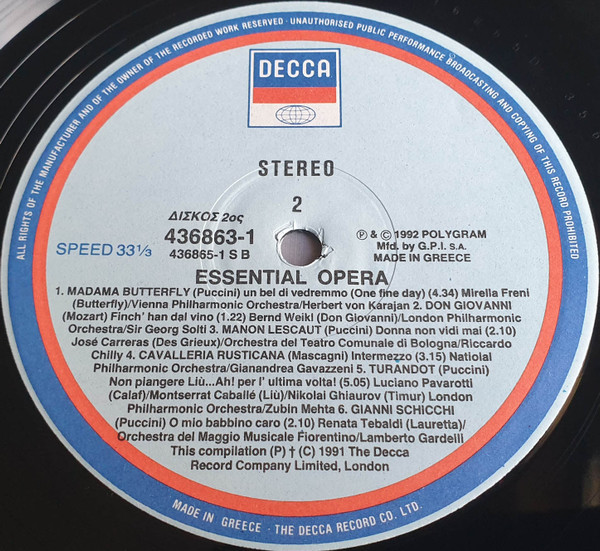 ALL RIGHTS OF THE MANUFACTURER AND OF THE OWNER OF THE RECORDED WORK RESERVED · UNAUTHORISED PUBLIC PERFORMANCE BROADCASTING AND COPYING OF THIS RECORD PROHIBITED
DECCA
STEREO
2
ΔΙΣΚΟΣ 2ος
436863-1
436865-1 S B
SPEED 33⅓
℗ & © 1992 POLYGRAM
Mfd. by G.P.I. S.A.
MADE IN GREECE
ESSENTIAL OPERA
1. MADAMA BUTTERFLY (Puccini) un bel di vedremmo (One fine day) (4.34) Mirella Freni
(Butterfly)/Vienna Philharmonic Orchestra/Herbert von Karajan 2. DON GIOVANNI
(Mozart) Finch' han dal vino (1.22) Bernd Weikl (Don Giovanni)/London Philharmonic
Orchestra/Sir Georg Solti 3. MANON LESCAUT (Puccini) Donna non vidi mai (2.10)
José Carreras (Des Grieux)/Orchestra del Teatro Comunale di Bologna/Riccardo
Chilly 4. CAVALLERIA RUSTICANA (Mascagni) Intermezzo (3.15) Natiolal
Philharmonic Orchestra/Gianandrea Gavazzeni 5. TURANDOT (Puccini)
Non piangere Liù...Ah! per l' ultima volta! (5.05) Luciano Pavarotti
(Calaf)/Montserrat Caballé (Liù)/Nikolai Ghiaurov (Timur) London
Philharmonic Orchestra/Zubin Mehta 6. GIANNI SCHICCHI
(Puccini) O mio babbino caro (2.10) Renata Tebaldi (Lauretta)/
Orchestra del Maggio Musicale Fiorentino/Lamberto Gardelli
This compilation (P) † (C) 1991 The Decca
Record Company Limited, London
MADE IN GREECE · THE DECCA RECORD CO. LTD.